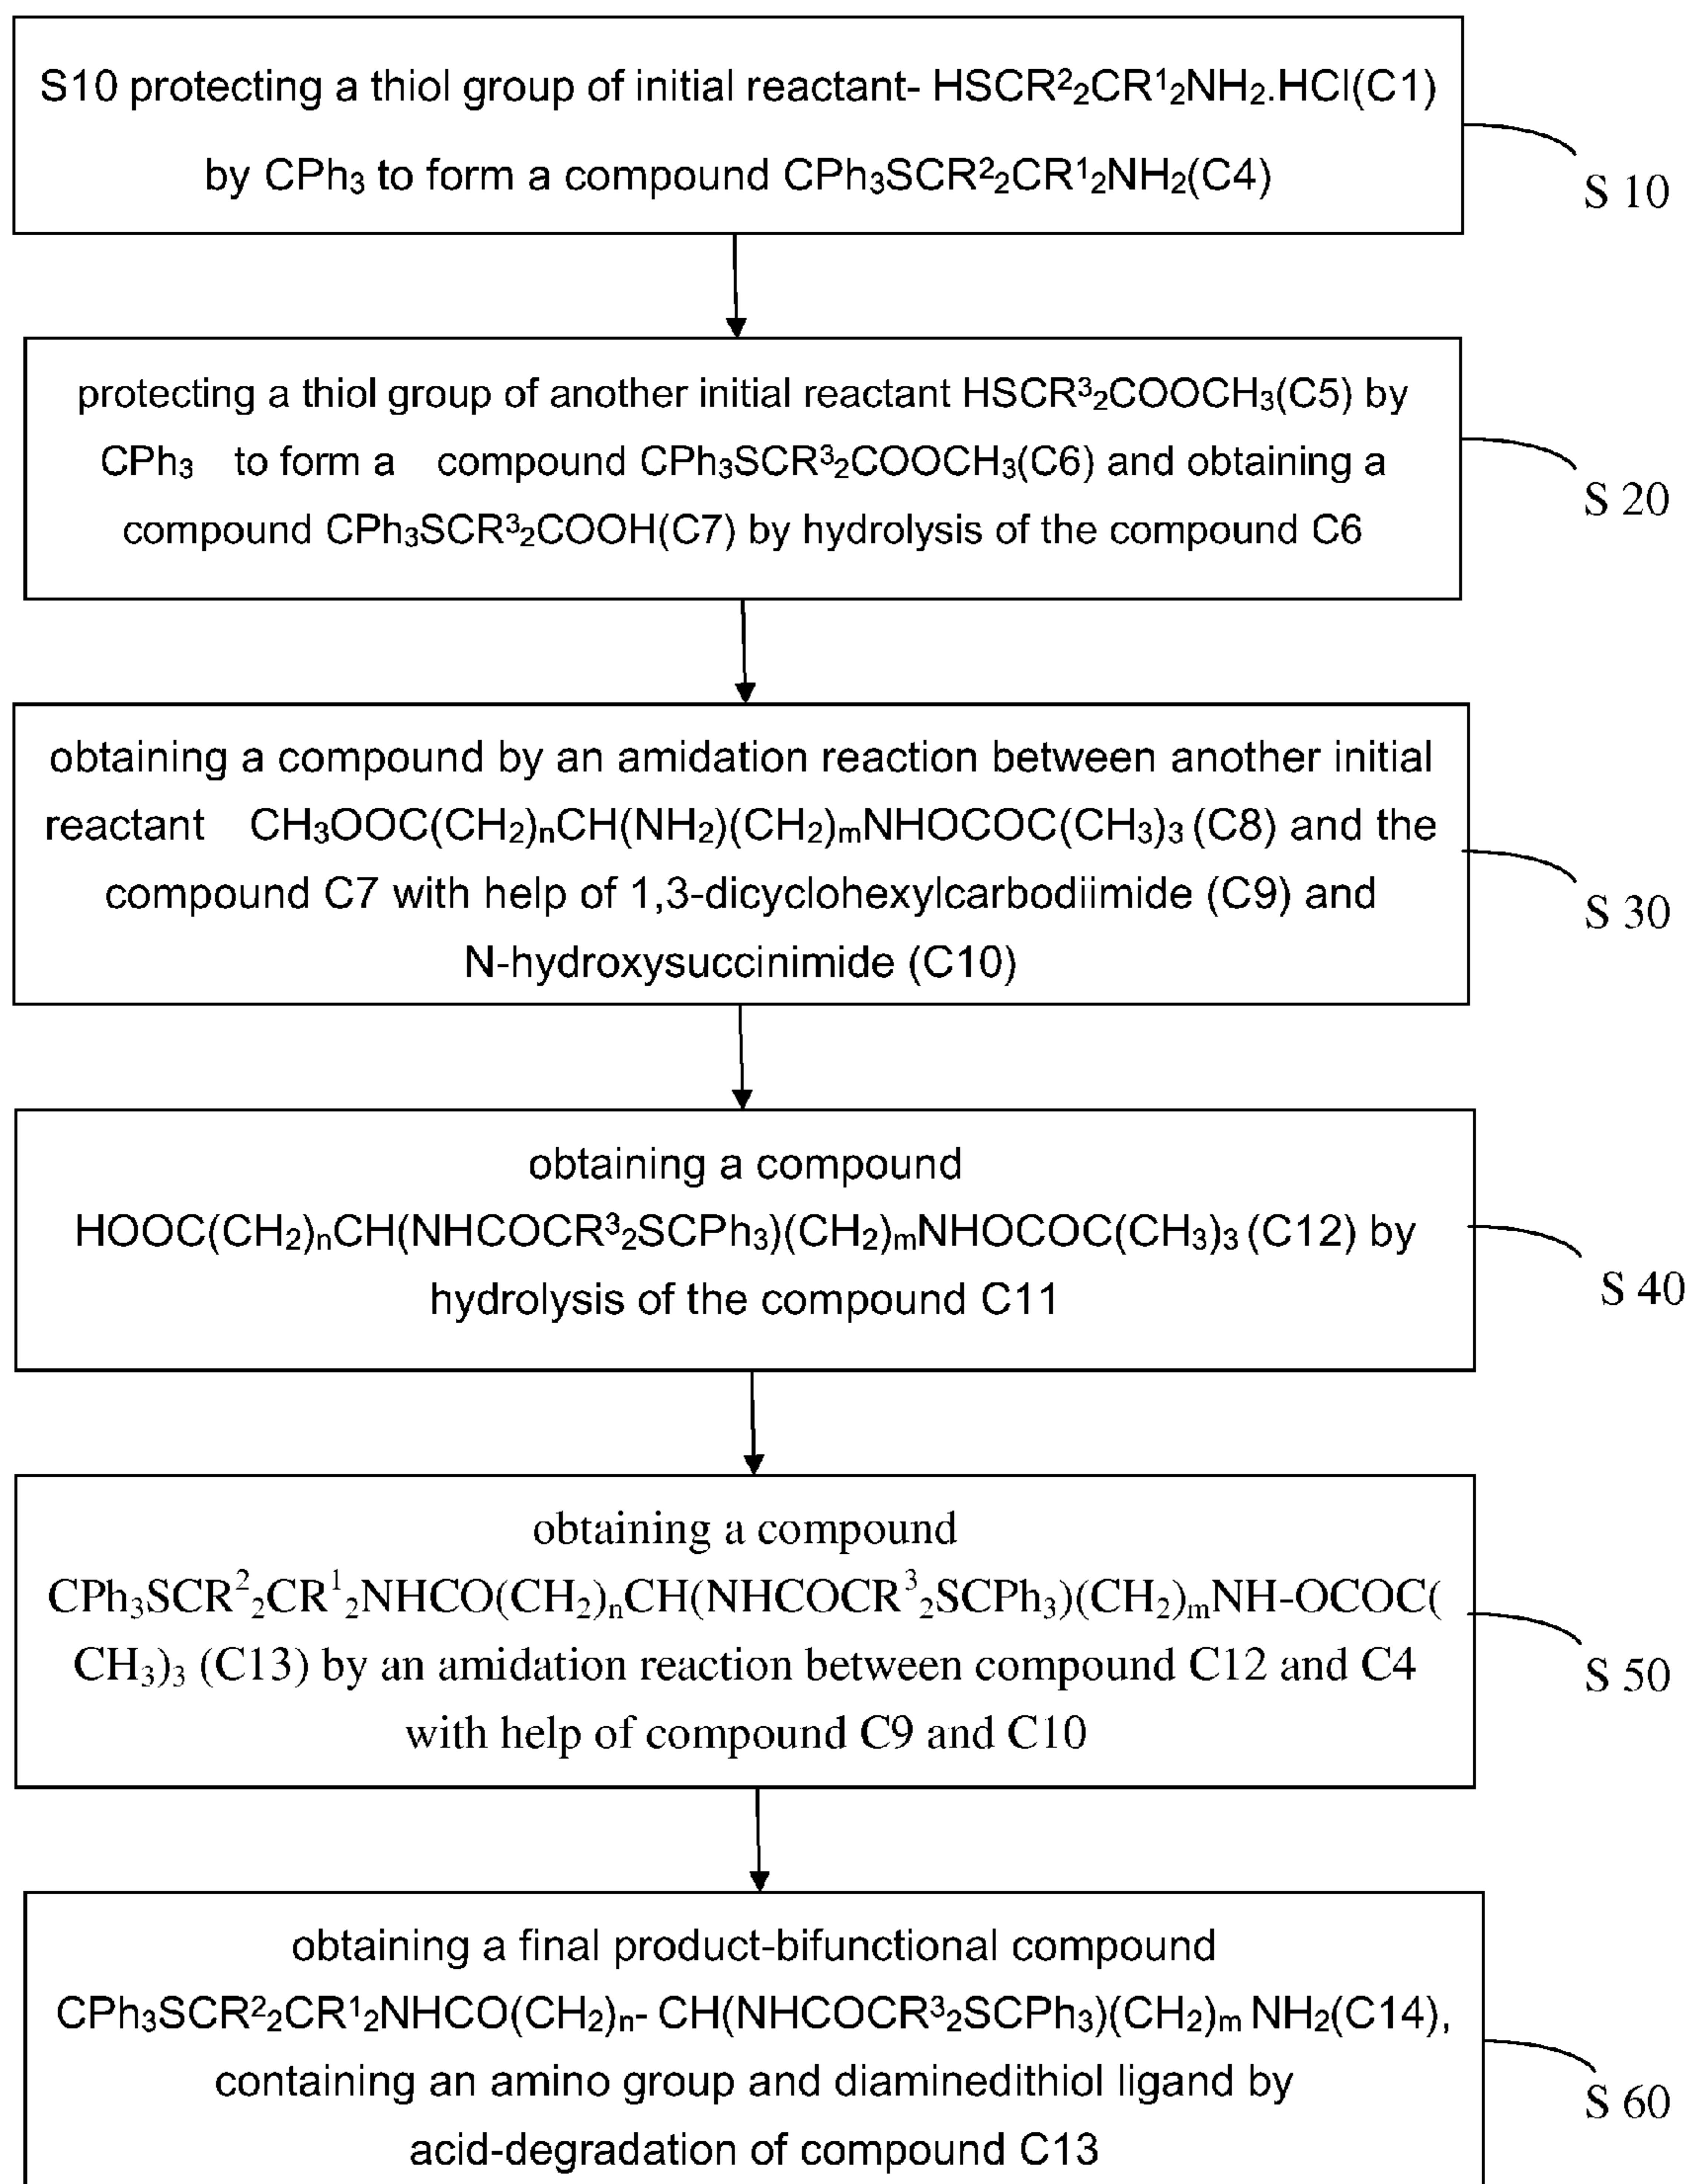 S10 protecting a thiol group of initial reactant- HSCR²₂CR¹₂NH₂.HCl(C1)
by CPh₃ to form a compound CPh₃SCR²₂CR¹₂NH₂(C4)
S 10
protecting a thiol group of another initial reactant HSCR³₂COOCH₃(C5) by
CPh₃ to form a compound CPh₃SCR³₂COOCH₃(C6) and obtaining a
compound CPh₃SCR³₂COOH(C7) by hydrolysis of the compound C6
S 20
obtaining a compound by an amidation reaction between another initial
reactant CH₃OOC(CH₂)ₙCH(NH₂)(CH₂)ₘNHOCOC(CH₃)₃ (C8) and the
compound C7 with help of 1,3-dicyclohexylcarbodiimide (C9) and
N-hydroxysuccinimide (C10)
S 30
obtaining a compound
HOOC(CH₂)ₙCH(NHCOCR³₂SCPh₃)(CH₂)ₘNHOCOC(CH₃)₃ (C12) by
hydrolysis of the compound C11
S 40
obtaining a compound
CPh₃SCR²₂CR¹₂NHCO(CH₂)ₙCH(NHCOCR³₂SCPh₃)(CH₂)ₘNH-OCOC(
CH₃)₃ (C13) by an amidation reaction between compound C12 and C4
with help of compound C9 and C10
S 50
obtaining a final product-bifunctional compound
CPh₃SCR²₂CR¹₂NHCO(CH₂)ₙ- CH(NHCOCR³₂SCPh₃)(CH₂)ₘ NH₂(C14),
containing an amino group and diaminedithiol ligand by
acid-degradation of compound C13
S 60